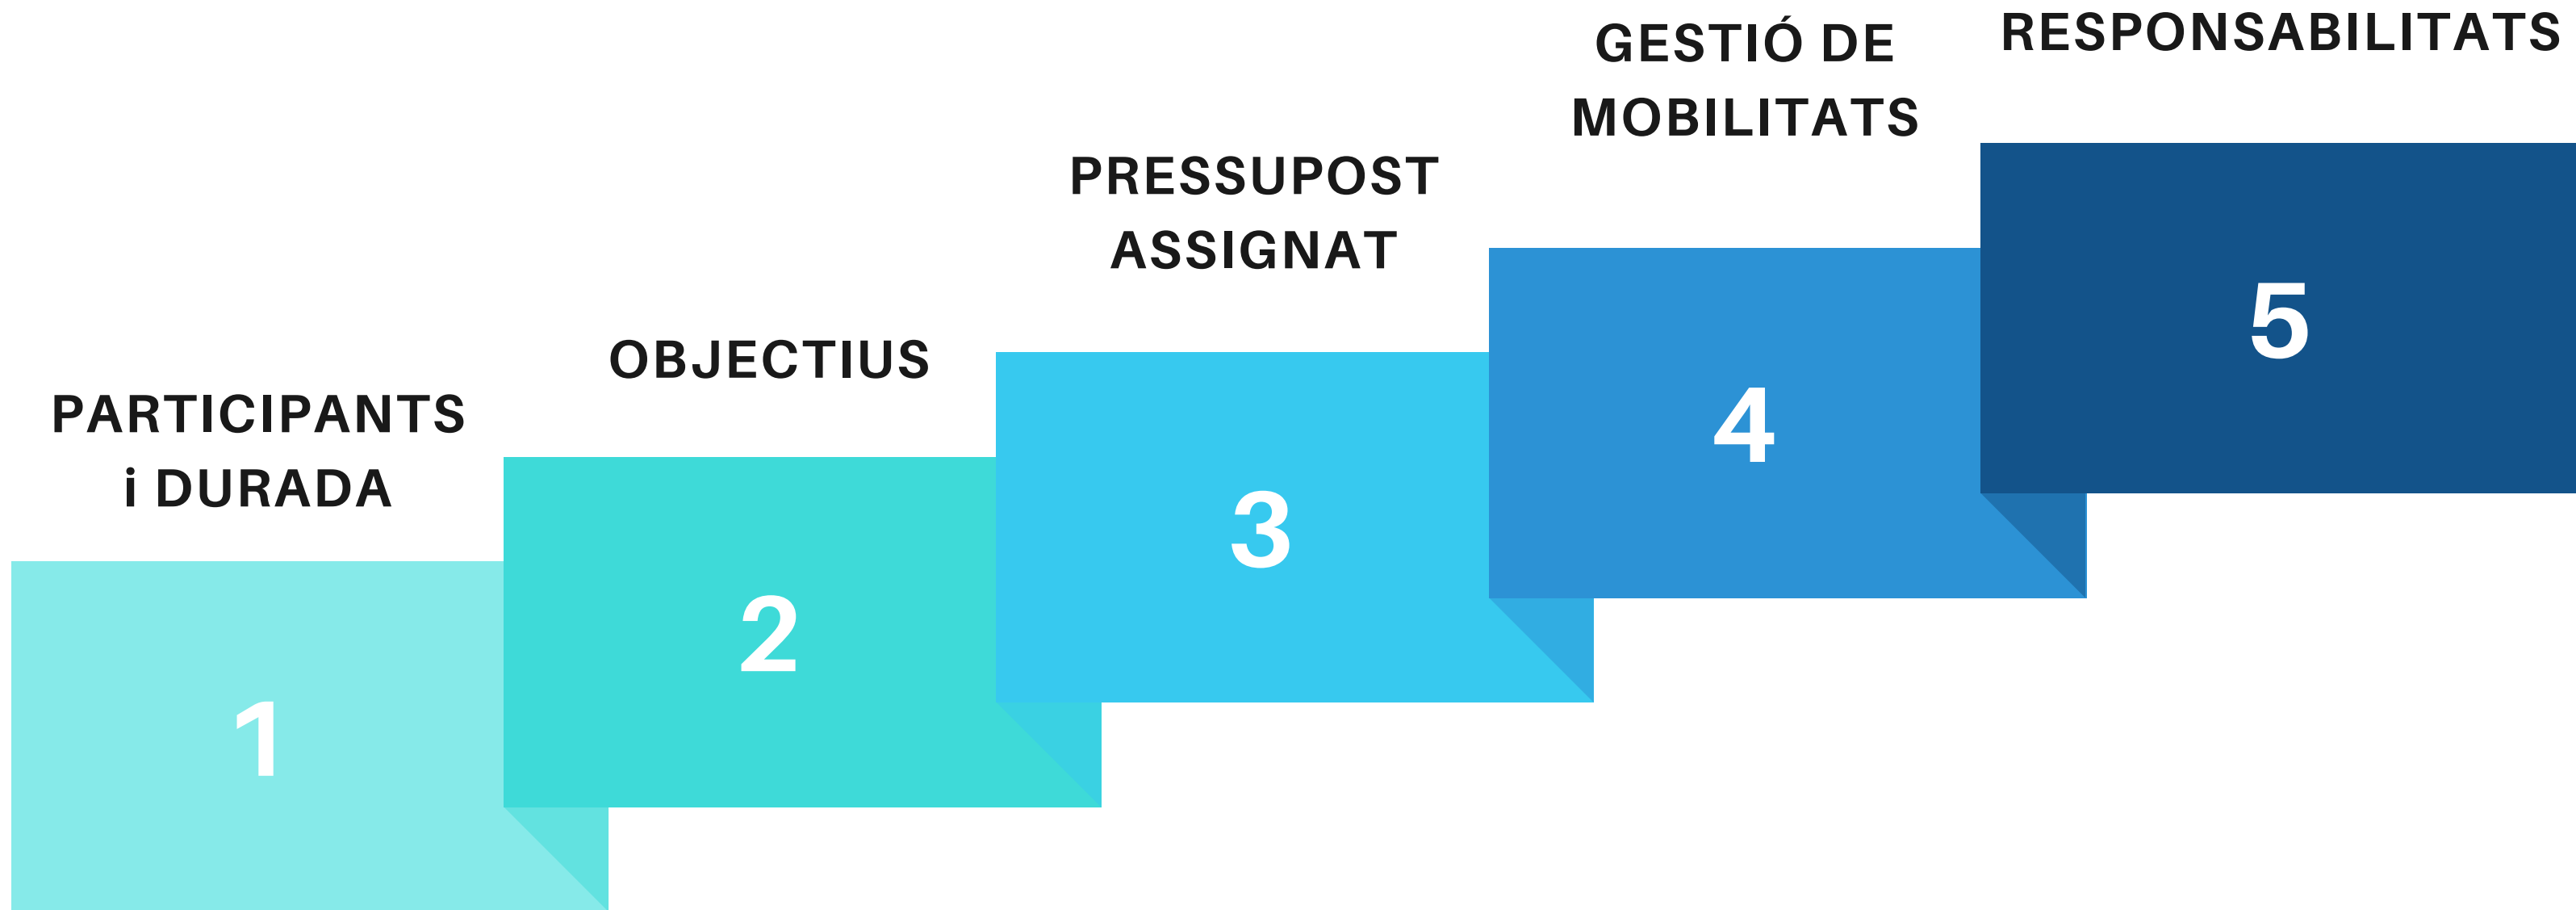 PARTICIPANTS
i DURADA
1
OBJECTIUS
2
PRESSUPOST
ASSIGNAT
3
GESTIÓ DE
MOBILITATS
4
RESPONSABILITATS
5